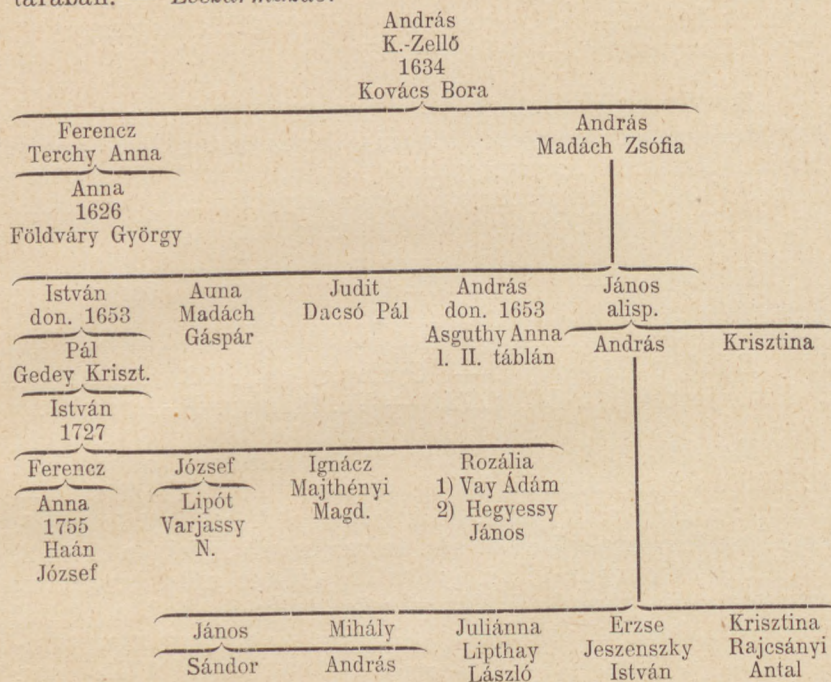 András
K.-Zellő
1634
Kovács Bora
Ferencz
Terchy Anna
András
Madách Zsófia
Anna
1626
Földváry György
István
don. 1653
Auna
Madách
Gáspár
Judit
Dacsó Pál
András
don. 1653
Asguthy Anna
l. II. táblán
János
alisp.
Pál
Gedey Kriszt.
András
Krisztina
István
1727
Ferencz
József
Ignácz
Majthényi
Magd.
Rozália
1) Vay Ádám
2) Hegyessy
János
Anna
1755
Haán
József
Lipót
Varjassy
N.
János
Mihály
Juliánna
Lipthay
László
Erzse
Jeszenszky
István
Krisztina
Rajcsányi
Antal
Sándor
András